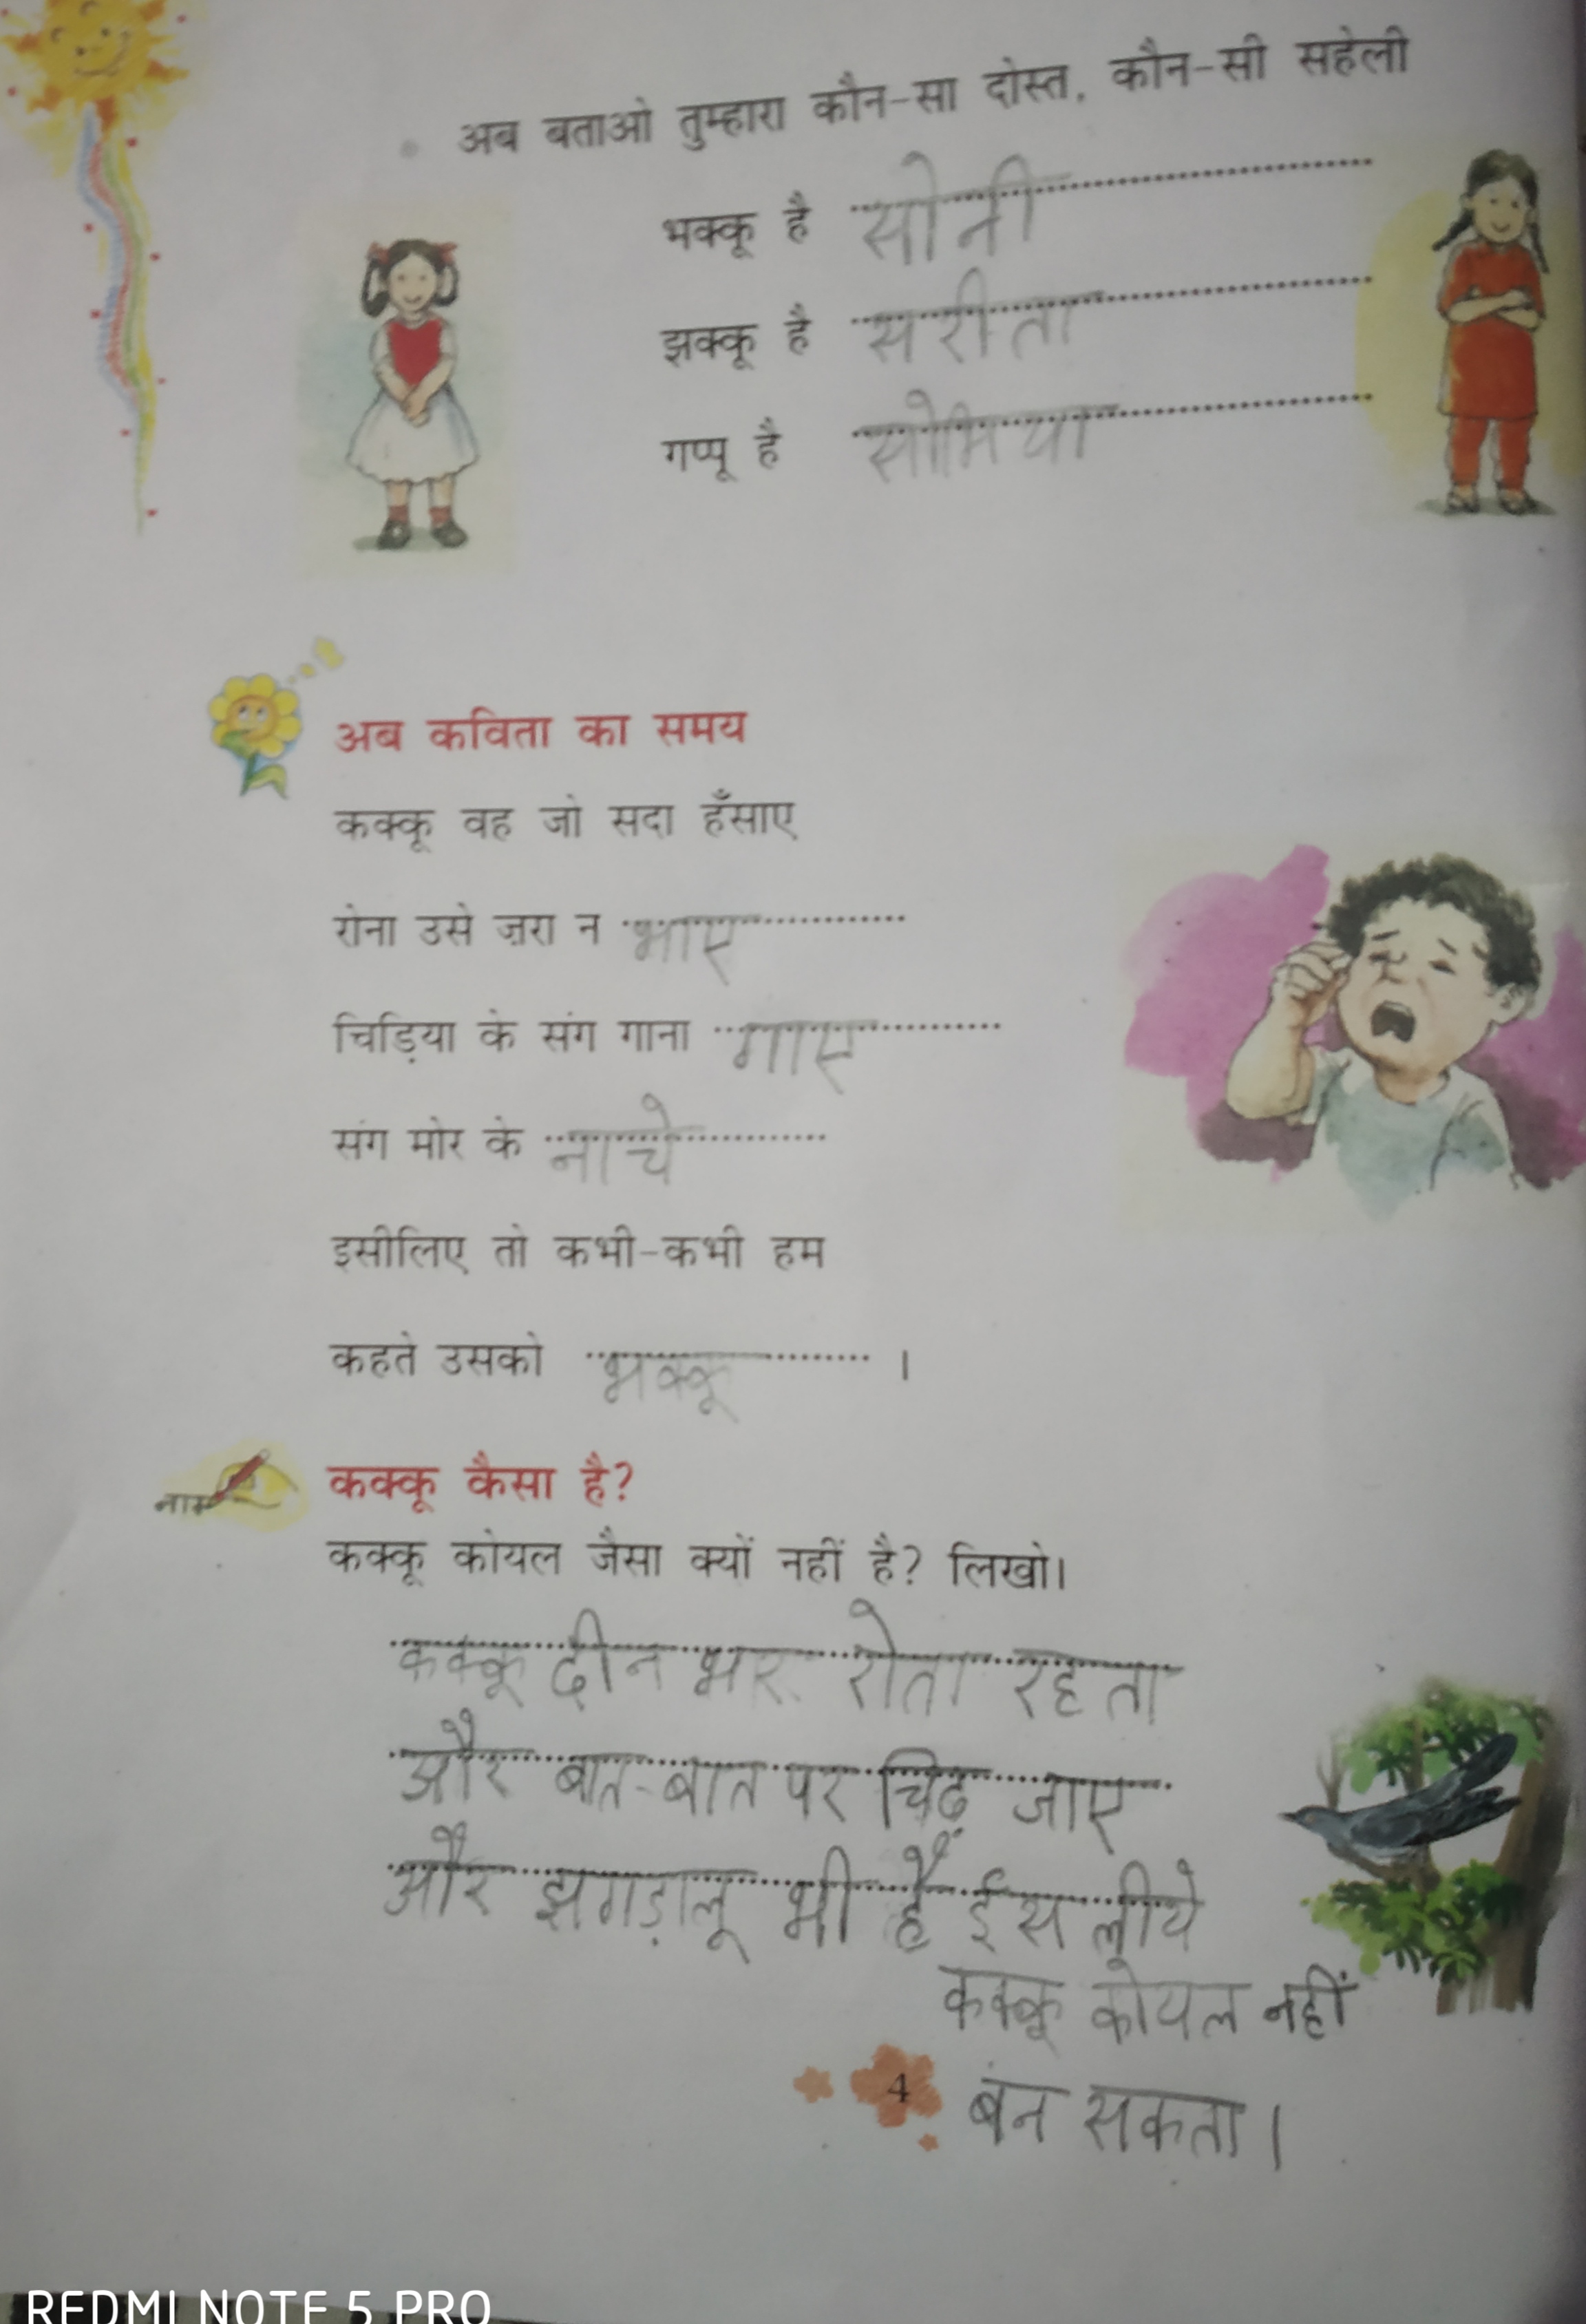 अब बताओ तुम्हारा कौन-सा दोस्त, कौन-सी सहेली
भक्कू है सोनी
झक्कू है सरीता
गप्पू है सोमिया
अब कविता का समय
कक्कू वह जो सदा हँसाए
रोना उसे ज़रा न भाए
चिड़िया के संग गाना गाए
संग मोर के नाचे
इसीलिए तो कभी-कभी हम
कहते उसको भक्कू ।
नाम
कक्कू कैसा है?
कक्कू कोयल जैसा क्यों नहीं है? लिखो।
कक्कू दीन भर रोता रहता
और बात-बात पर चिढ़ जाए
और झगड़ालू भी है ईस लीये
कक्कू कोयल नहीं
4 बंन सकता।
REDMI NOTE 5 PRO